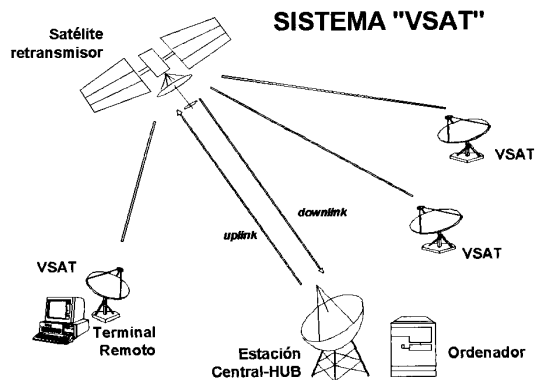 SISTEMA "VSAT"
Satélite
retransmisor
VSAT
VSAT
downlink
uplink
VSAT
Terminal
Remoto
Estación
Central-HUB
Ordenador